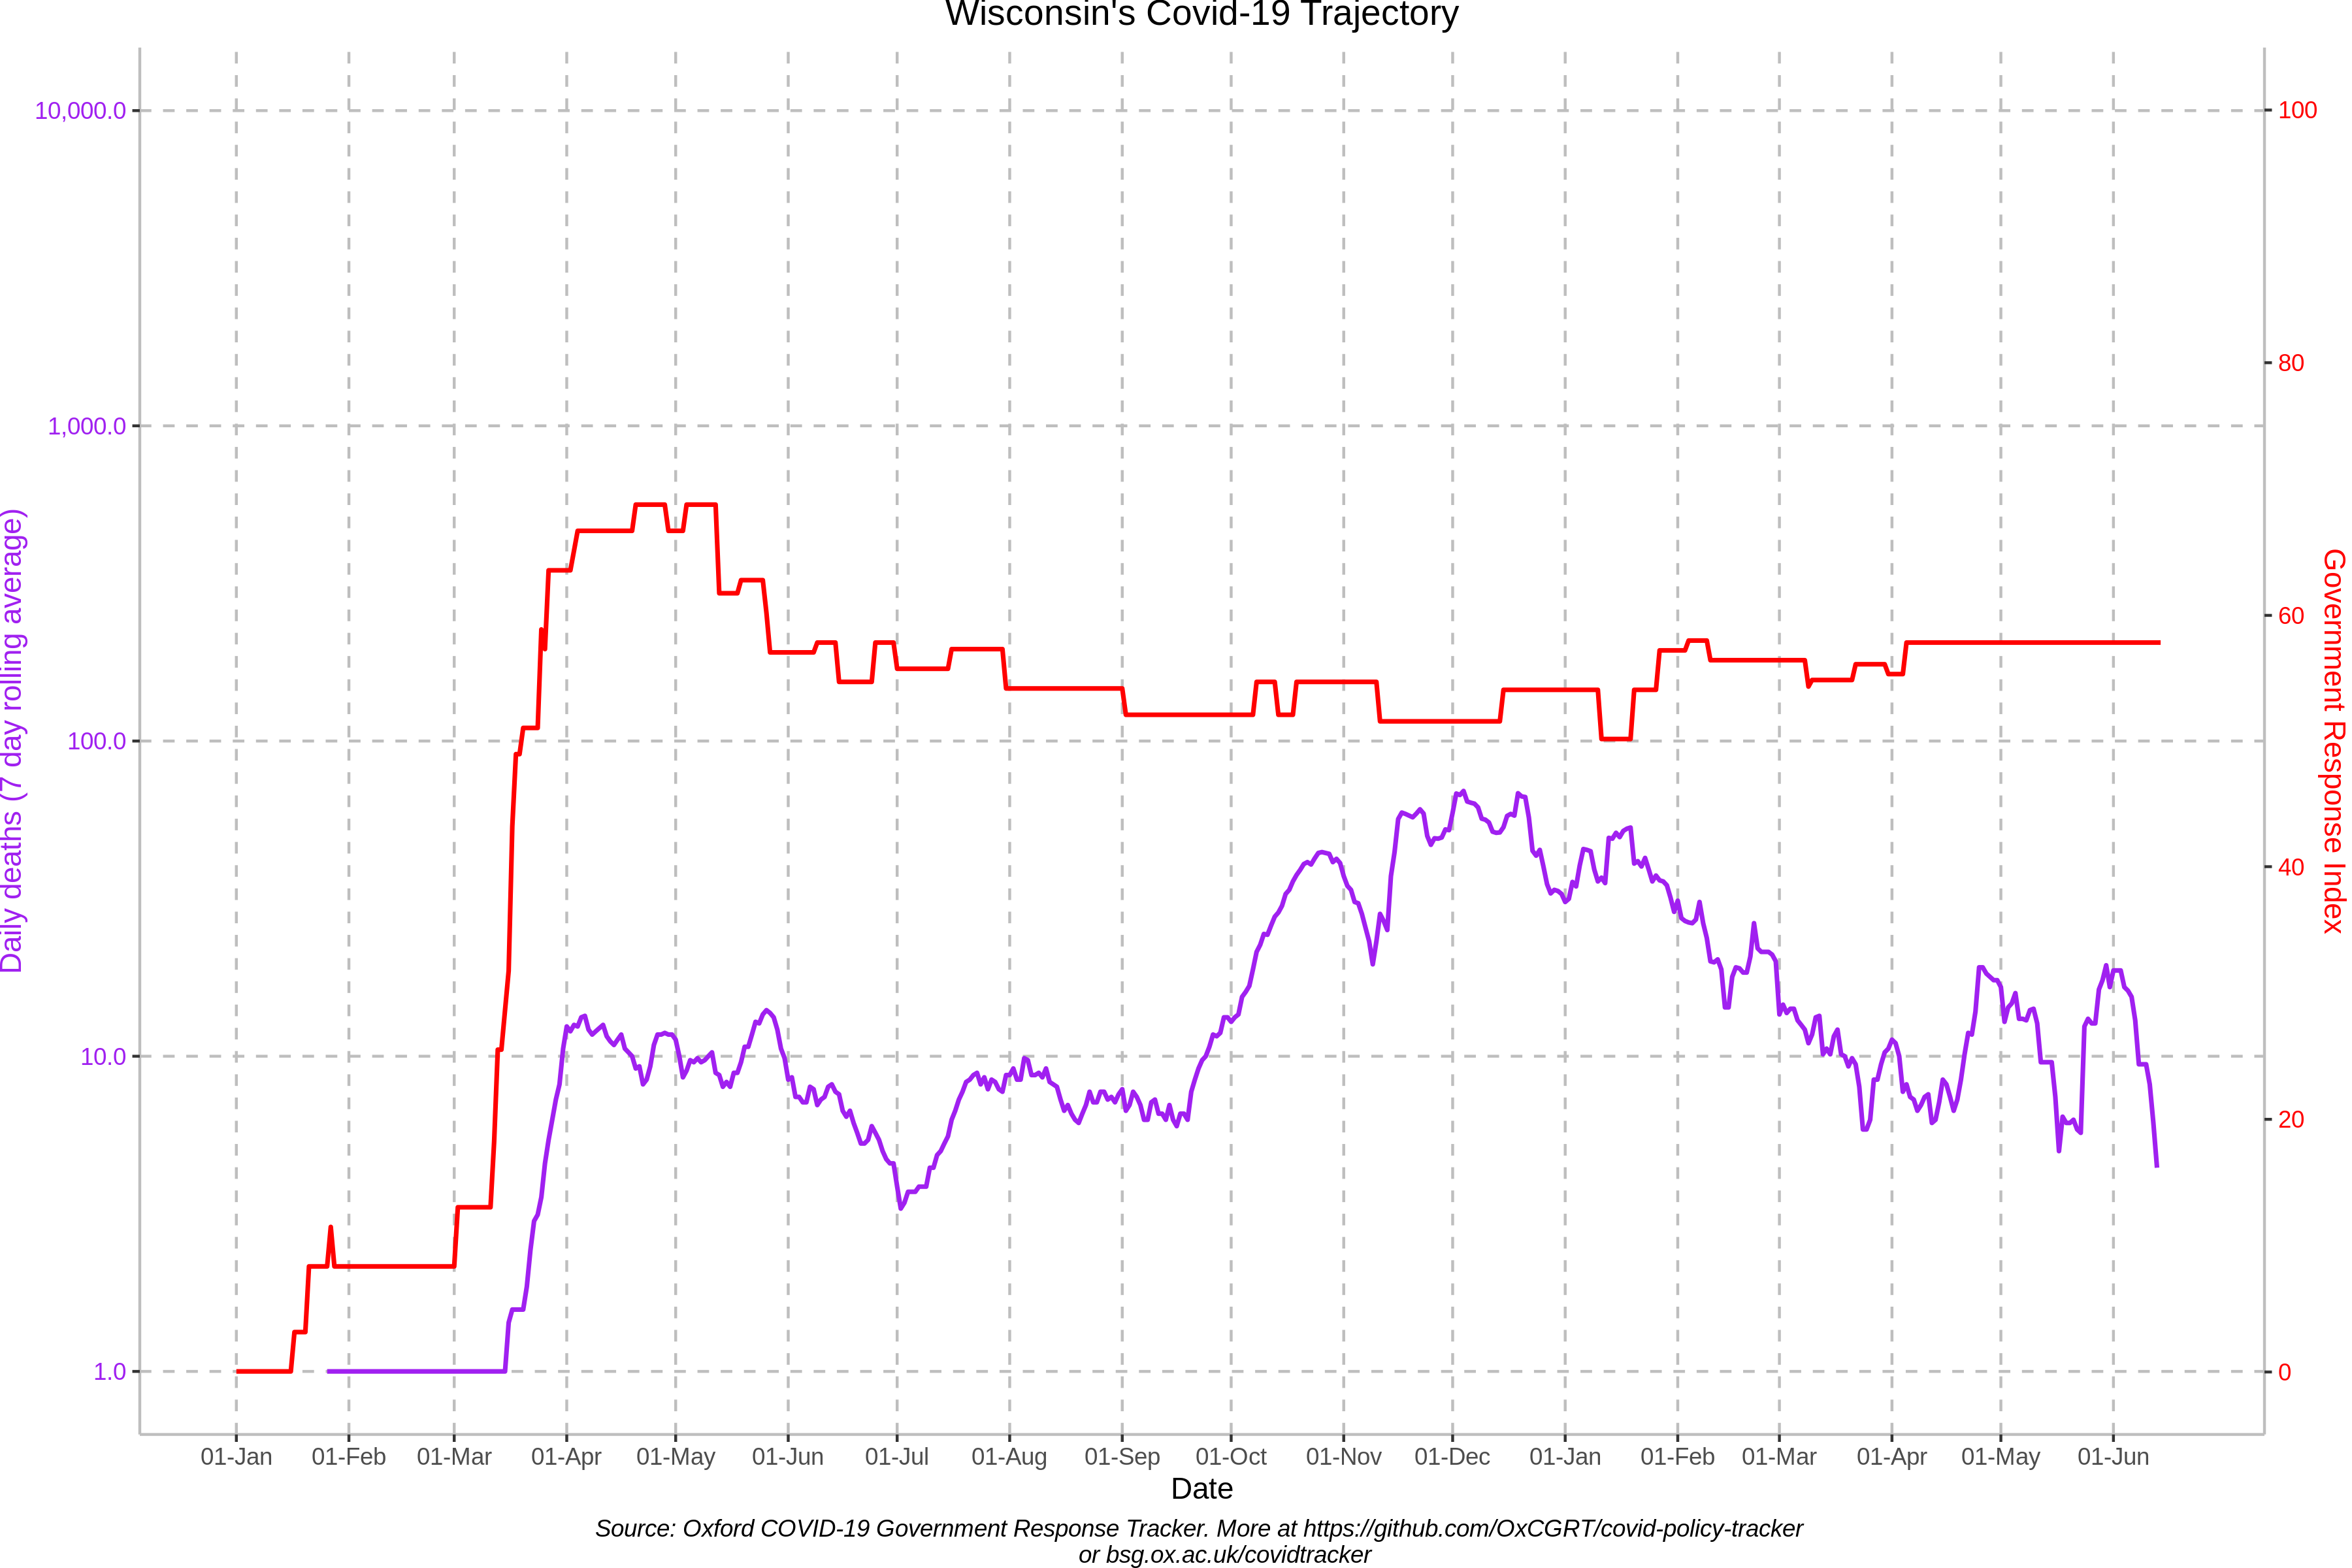 Wisconsin's Covid-19 Trajectory
10,000.0
1,000.0
100.0
10.0
1.0
Daily deaths (7 day rolling average)
100
80
60
40
20
0
Government Response Index
01-Jan 01-Feb 01-Mar 01-Apr 01-May 01-Jun 01-Jul 01-Aug 01-Sep 01-Oct 01-Nov 01-Dec 01-Jan 01-Feb 01-Mar 01-Apr 01-May 01-Jun
Date
Source: Oxford COVID-19 Government Response Tracker. More at https://github.com/OxCGRT/covid-policy-tracker
or bsg.ox.ac.uk/covidtracker